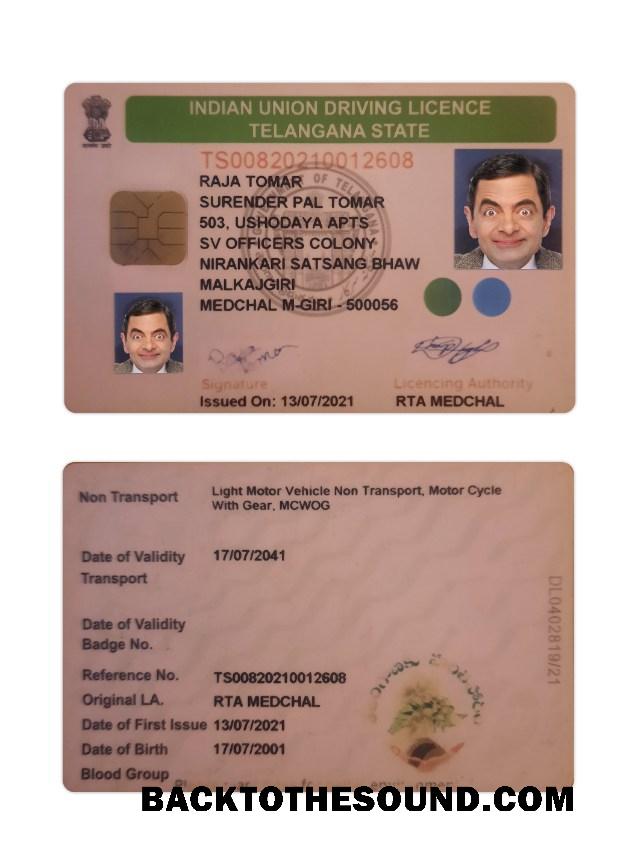 INDIAN UNION DRIVING LICENCE
TELANGANA STATE
TS00820210012608
RAJA TOMAR
SURENDER PAL TOMAR
503, USHODAYA APTS
SV OFFICERS COLONY
NIRANKARI SATSANG BHAW
MALKAJGIRI
MEDCHAL M-GIRI - 500056
Signature
Licencing Authority
Issued On: 13/07/2021
RTA MEDCHAL
Non Transport
Light Motor Vehicle Non Transport, Motor Cycle
With Gear, MCWOG
Date of Validity 17/07/2041
Transport
Date of Validity
Badge No.
Reference No. TS00820210012608
Original LA. RTA MEDCHAL
Date of First Issue 13/07/2021
Date of Birth 17/07/2001
Blood Group
DL0402819/21
BACKTOTHESOUND.COM